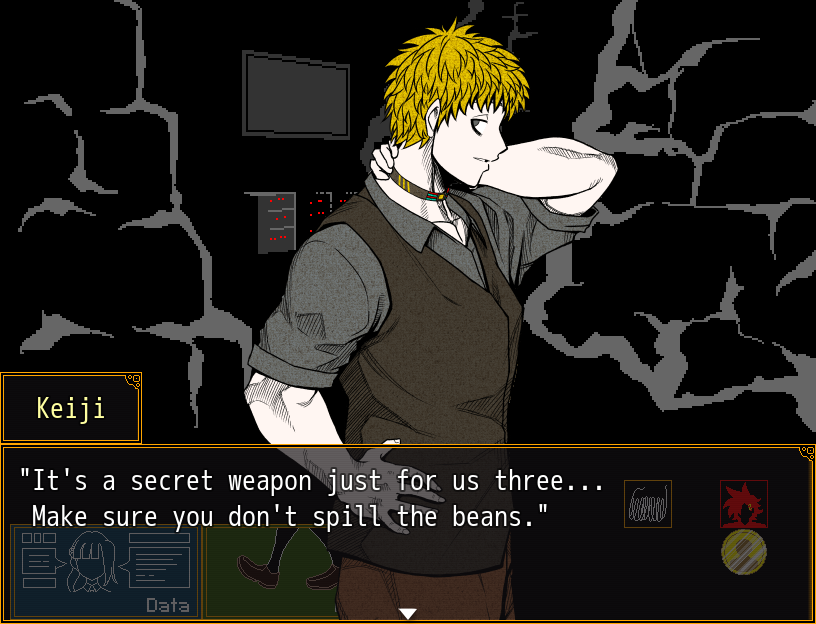 Keiji
"It's a secret weapon just for us three...
Make sure you don't spill the beans."
Data